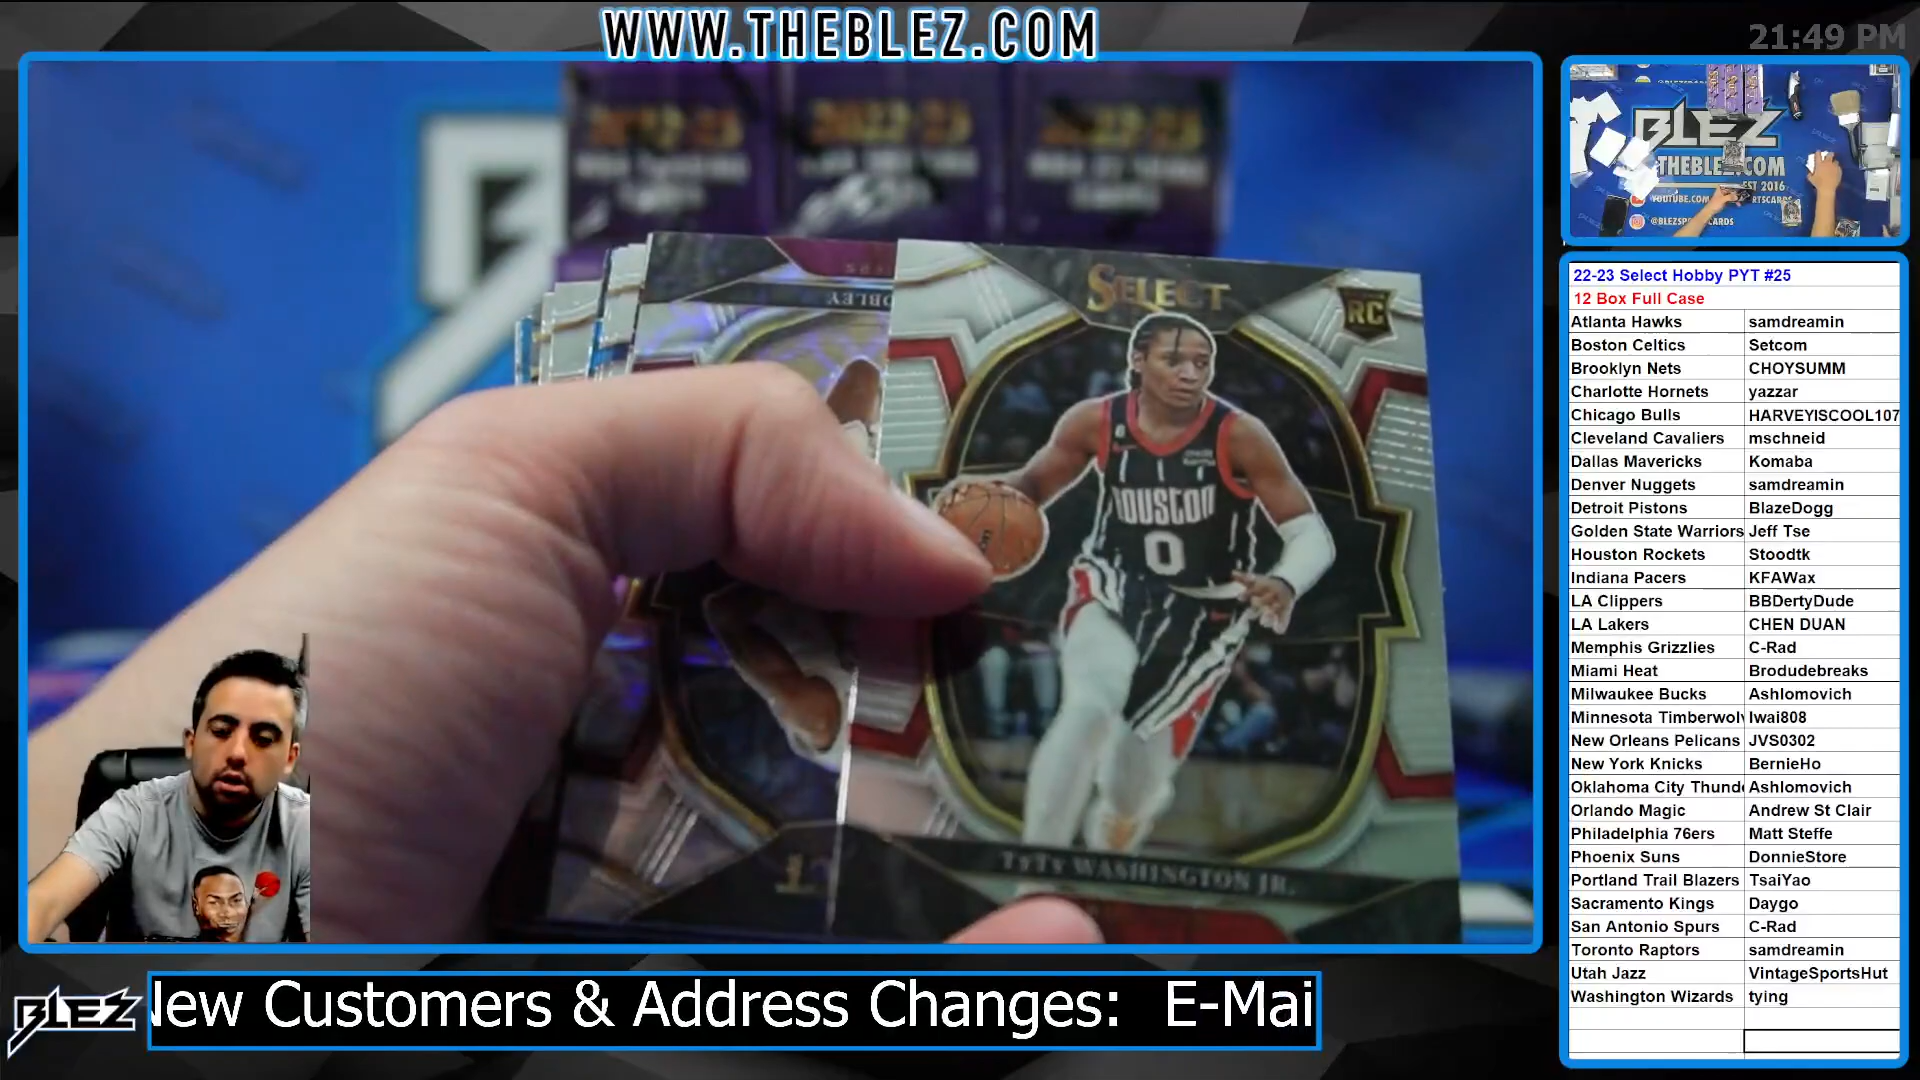 WWW.THEBLEZ.COM
21:49 PM
2022-23
SELECT
RC
HOUSTON
0
TYTY WASHINGTON JR.
BLEZ
THEBLEZ.COM
EST 2016
YOUTUBE.COM
@BLEZSPORTSCARDS
22-23 Select Hobby PYT #25
12 Box Full Case
Atlanta Hawks samdreamin
Boston Celtics Setcom
Brooklyn Nets CHOYSUMM
Charlotte Hornets yazzar
Chicago Bulls HARVEYISCOOL107
Cleveland Cavaliers mschneid
Dallas Mavericks Komaba
Denver Nuggets samdreamin
Detroit Pistons BlazeDogg
Golden State Warriors Jeff Tse
Houston Rockets Stoodtk
Indiana Pacers KFAWax
LA Clippers BBDertyDude
LA Lakers CHEN DUAN
Memphis Grizzlies C-Rad
Miami Heat Brodudebreaks
Milwaukee Bucks Ashlomovich
Minnesota Timberwolv Iwai808
New Orleans Pelicans JVS0302
New York Knicks BernieHo
Oklahoma City Thund Ashlomovich
Orlando Magic Andrew St Clair
Philadelphia 76ers Matt Steffe
Phoenix Suns DonnieStore
Portland Trail Blazers TsaiYao
Sacramento Kings Daygo
San Antonio Spurs C-Rad
Toronto Raptors samdreamin
Utah Jazz VintageSportsHut
Washington Wizards tying
BLEZ
New Customers & Address Changes: E-Mai